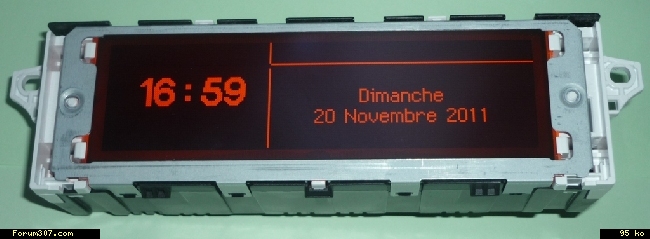 16:59
Dimanche
20 Novembre 2011
Forum307.com
95 ko